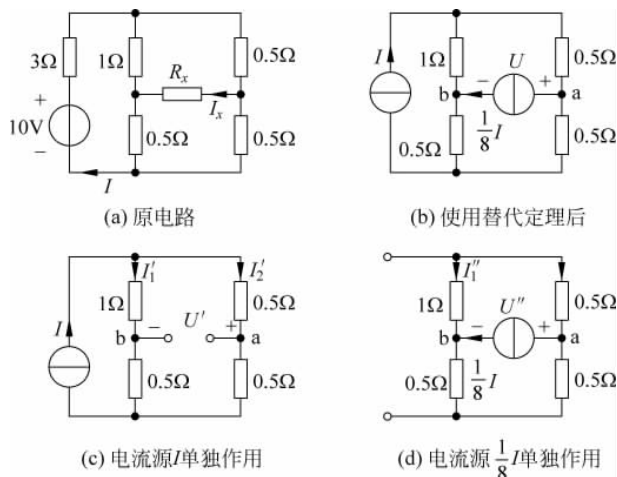 3Ω 1Ω 0.5Ω
R_x
I_x
+
10V
−
0.5Ω 0.5Ω
I
(a) 原电路
I 1Ω U 0.5Ω
b − + a
1/8 I
0.5Ω 0.5Ω
(b) 使用替代定理后
I₁′ I₂′
1Ω 0.5Ω
I U′
b − + a
0.5Ω 0.5Ω
(c) 电流源I单独作用
I₁″
1Ω U″ 0.5Ω
b − + a
0.5Ω 1/8 I 0.5Ω
(d) 电流源 1/8 I单独作用